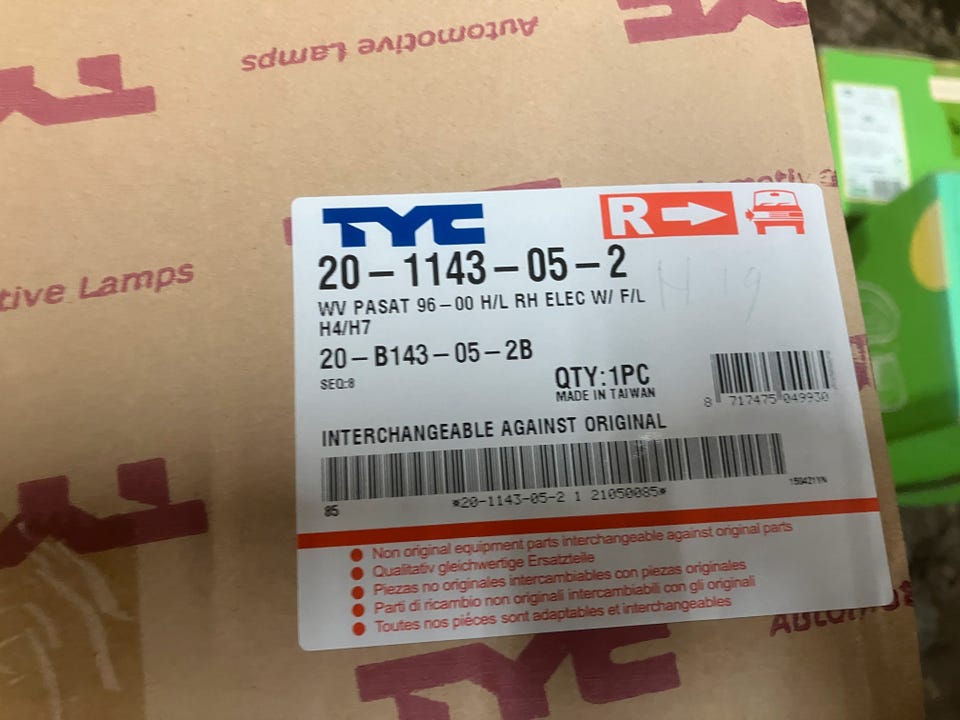 TYC
Automotive Lamps
TYC
R
20-1143-05-2
WV PASAT 96-00 H/L RH ELEC W/ F/L
H4/H7
20-B143-05-2B
SEQ:8
QTY:1PC
MADE IN TAIWAN
8 717475 049930
INTERCHANGEABLE AGAINST ORIGINAL
*20-1143-05-2 1 21050085*
85
150421YN
Non original equipment parts interchangeable against original parts
Qualitativ gleichwertige Ersatzteile
Piezas no originales intercambiables con piezas originales
Parti di ricambio non originali intercambiabili con gli originali
Toutes nos piéces sont adaptables et interchangeables
tive Lamps
TYC